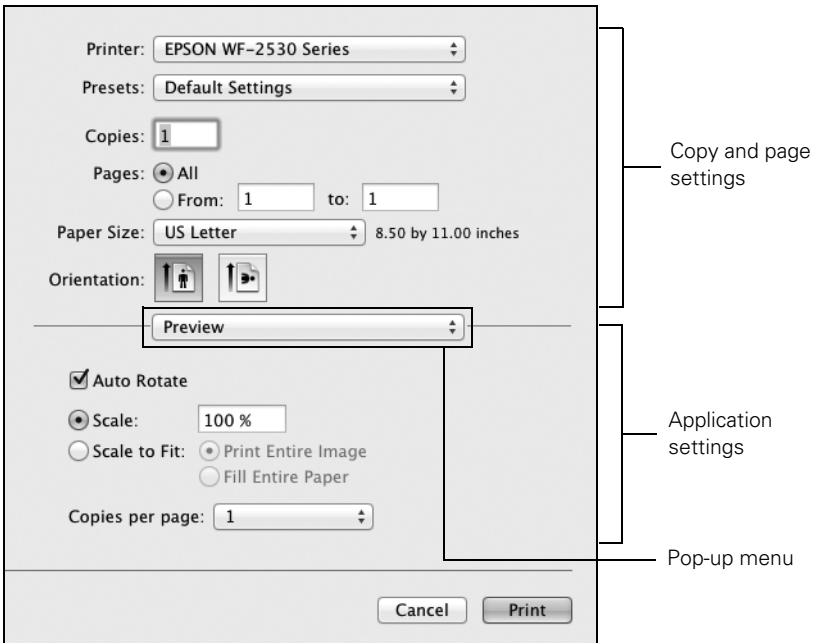 Printer: EPSON WF-2530 Series
Presets: Default Settings
Copies: 1
Pages: All
From: 1 to: 1
Paper Size: US Letter 8.50 by 11.00 inches
Orientation:
Copy and page
settings
Preview
Auto Rotate
Scale: 100 %
Scale to Fit: Print Entire Image
Fill Entire Paper
Copies per page: 1
Application
settings
Pop-up menu
Cancel Print